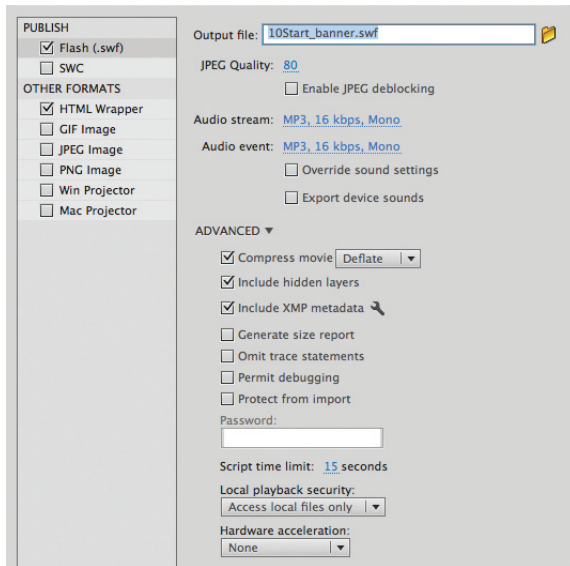 PUBLISH
Flash (.swf)
SWC
OTHER FORMATS
HTML Wrapper
GIF Image
JPEG Image
PNG Image
Win Projector
Mac Projector
Output file: 10Start_banner.swf
JPEG Quality: 80
Enable JPEG deblocking
Audio stream: MP3, 16 kbps, Mono
Audio event: MP3, 16 kbps, Mono
Override sound settings
Export device sounds
ADVANCED
Compress movie Deflate
Include hidden layers
Include XMP metadata
Generate size report
Omit trace statements
Permit debugging
Protect from import
Password:
Script time limit: 15 seconds
Local playback security:
Access local files only
Hardware acceleration:
None